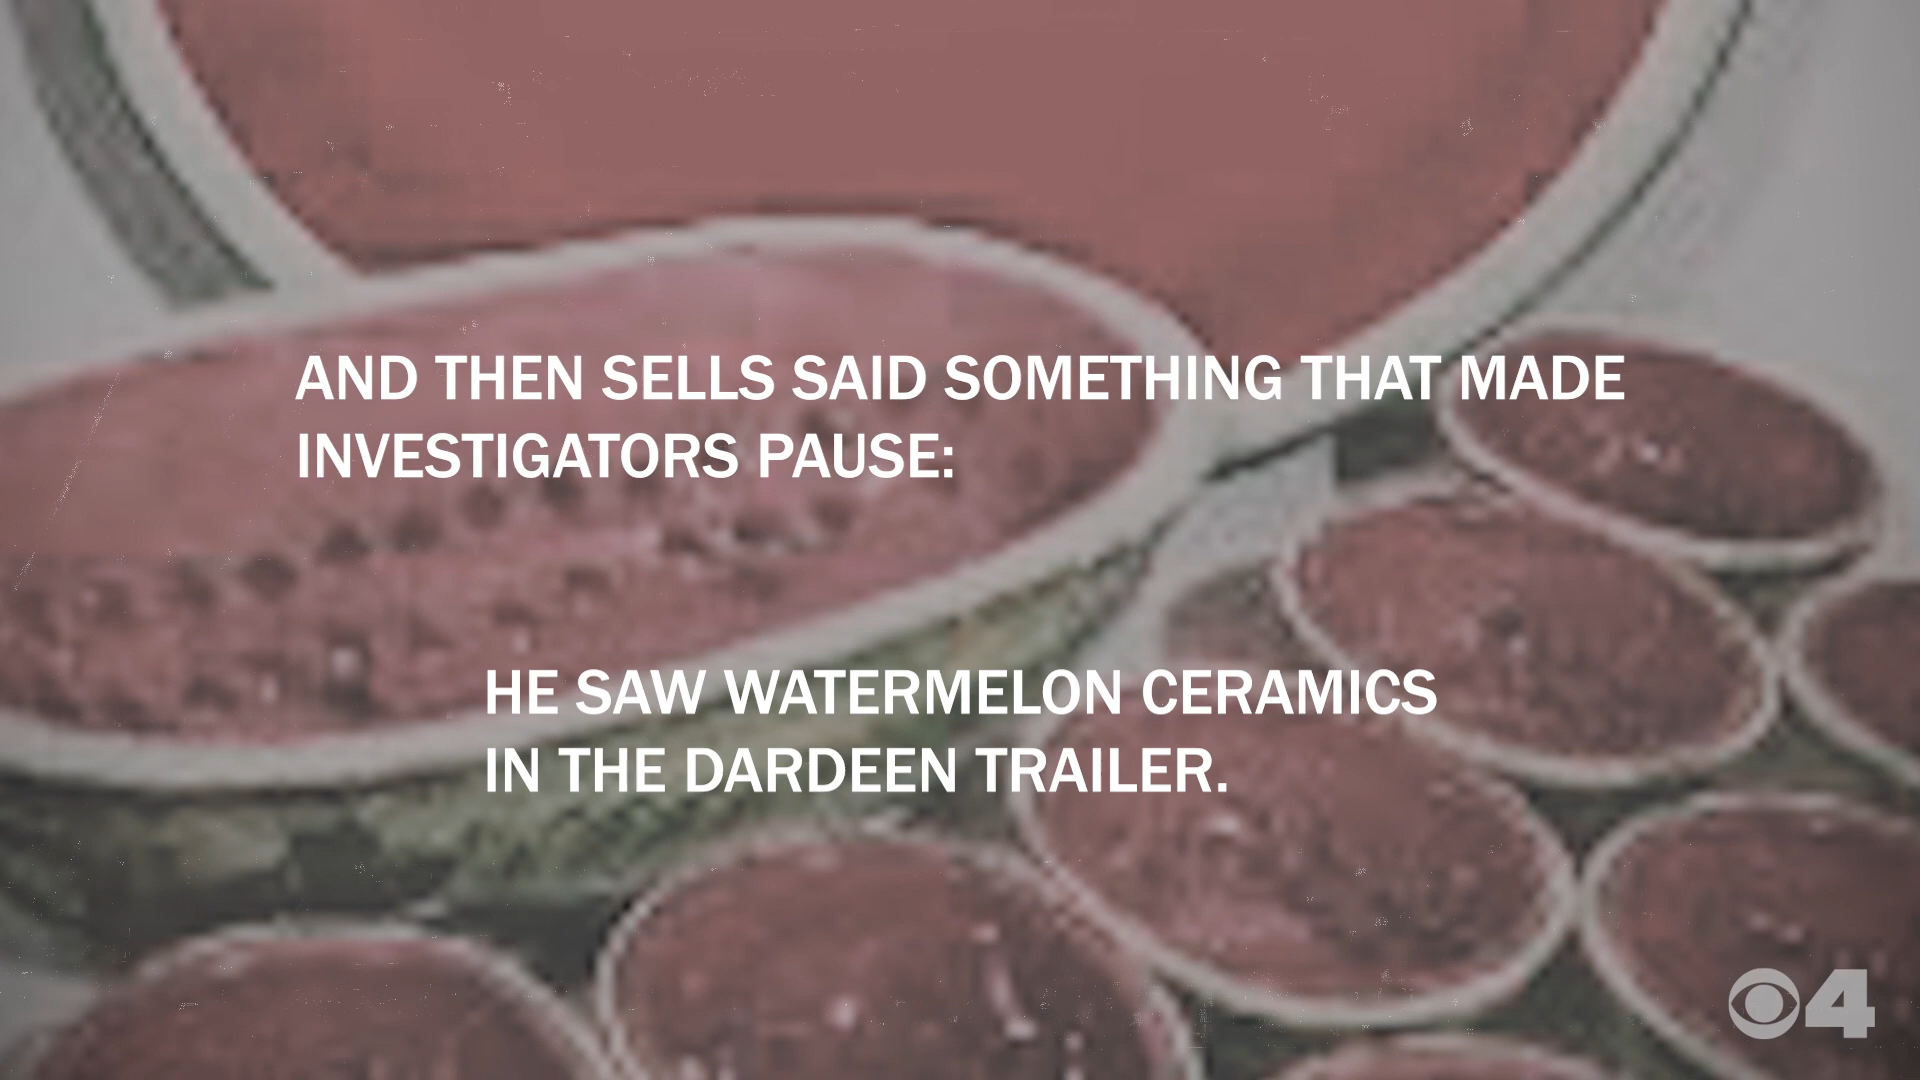 AND THEN SELLS SAID SOMETHING THAT MADE
INVESTIGATORS PAUSE:
HE SAW WATERMELON CERAMICS
IN THE DARDEEN TRAILER.
4